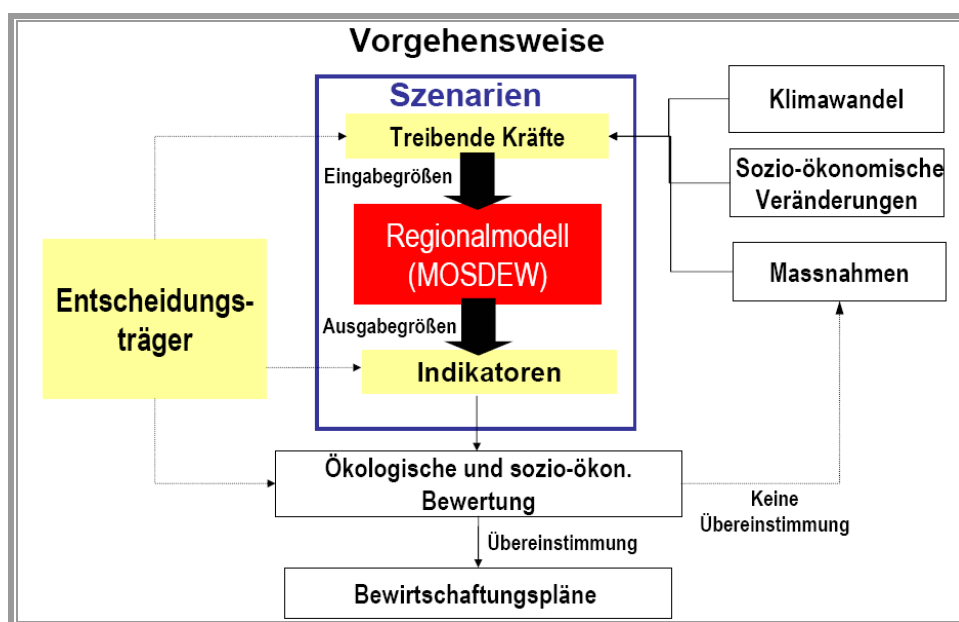 Vorgehensweise
Szenarien
Treibende Kräfte
Eingabegrößen
Regionalmodell
(MOSDEW)
Ausgabegrößen
Indikatoren
Entscheidungs-
träger
Klimawandel
Sozio-ökonomische
Veränderungen
Massnahmen
Ökologische und sozio-ökon.
Bewertung
Keine
Übereinstimmung
Übereinstimmung
Bewirtschaftungspläne